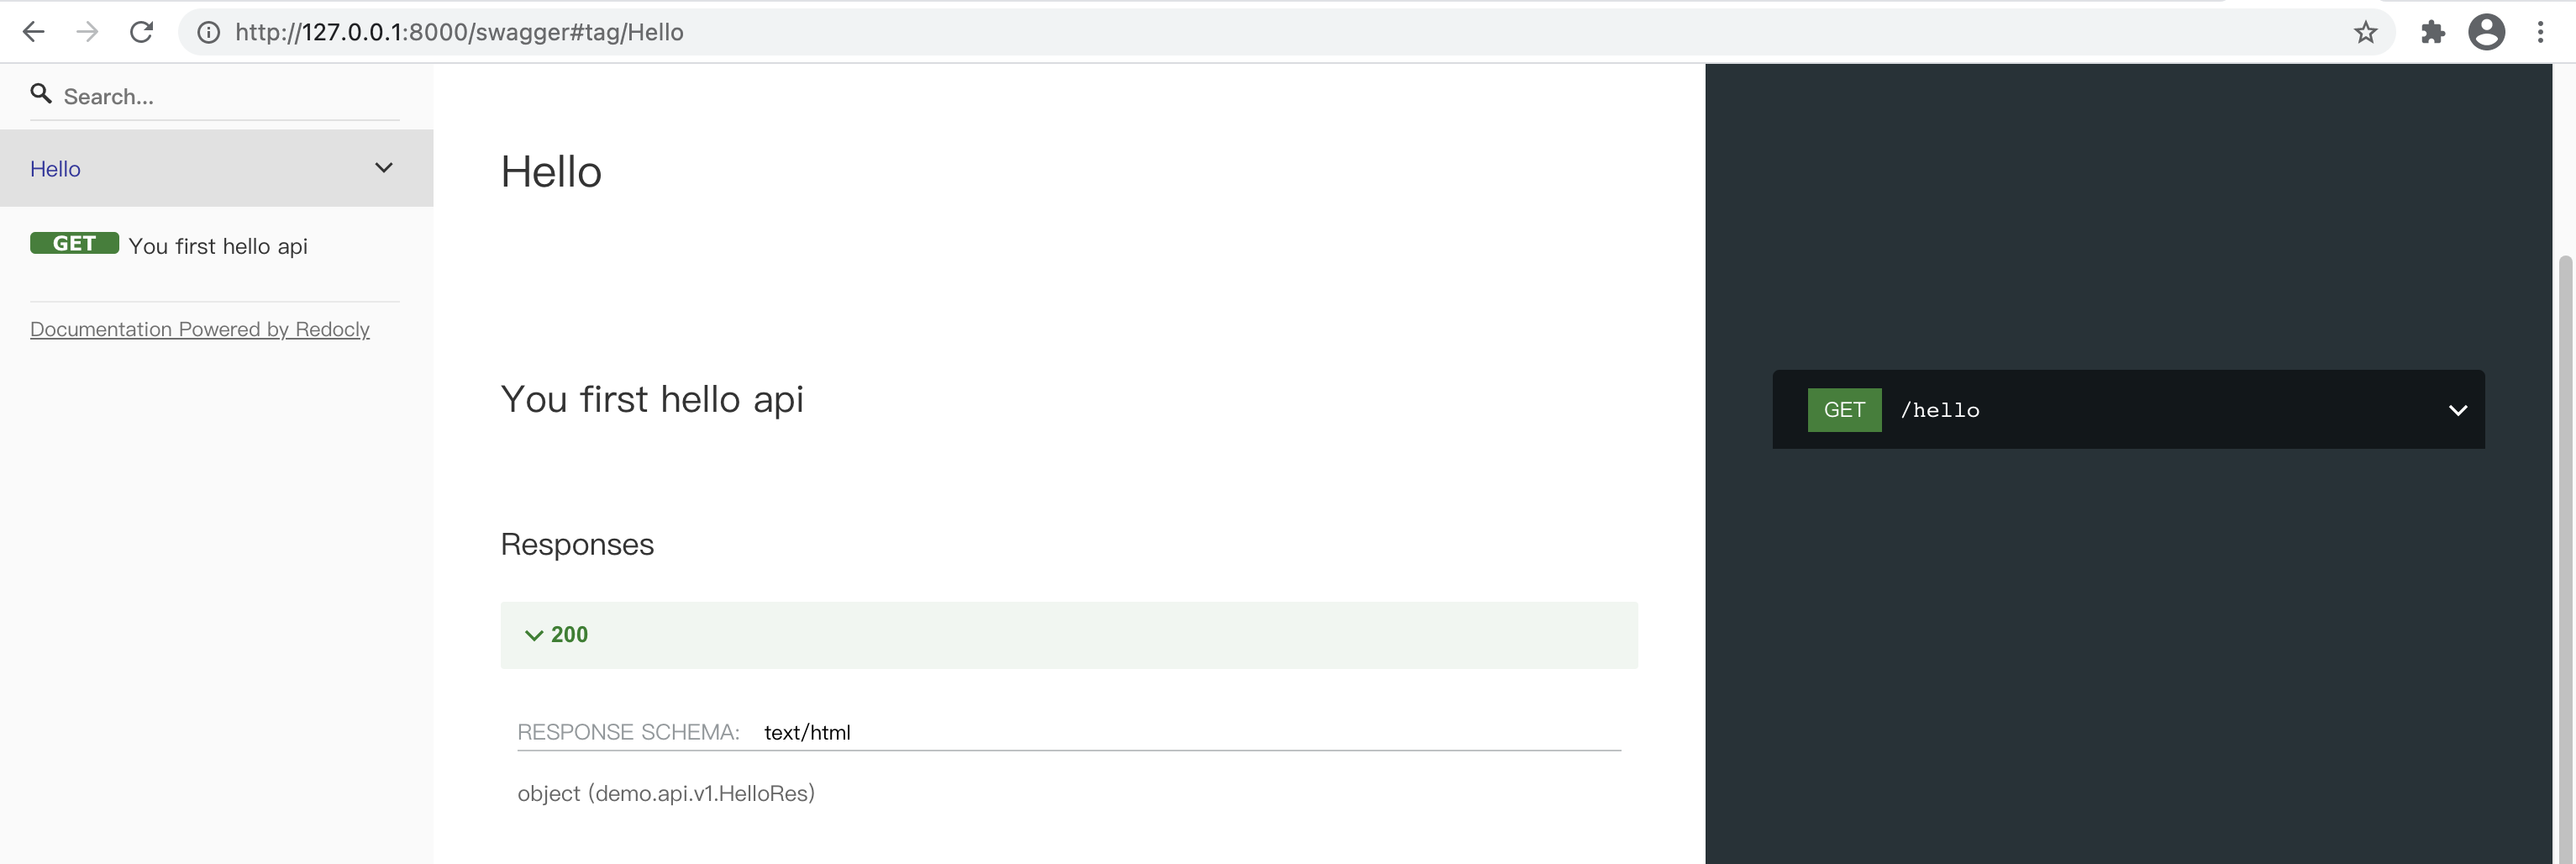 http://127.0.0.1:8000/swagger#tag/Hello
Search...
Hello
GET You first hello api
Documentation Powered by Redocly
Hello
You first hello api
GET /hello
Responses
200
RESPONSE SCHEMA: text/html
object (demo.api.v1.HelloRes)